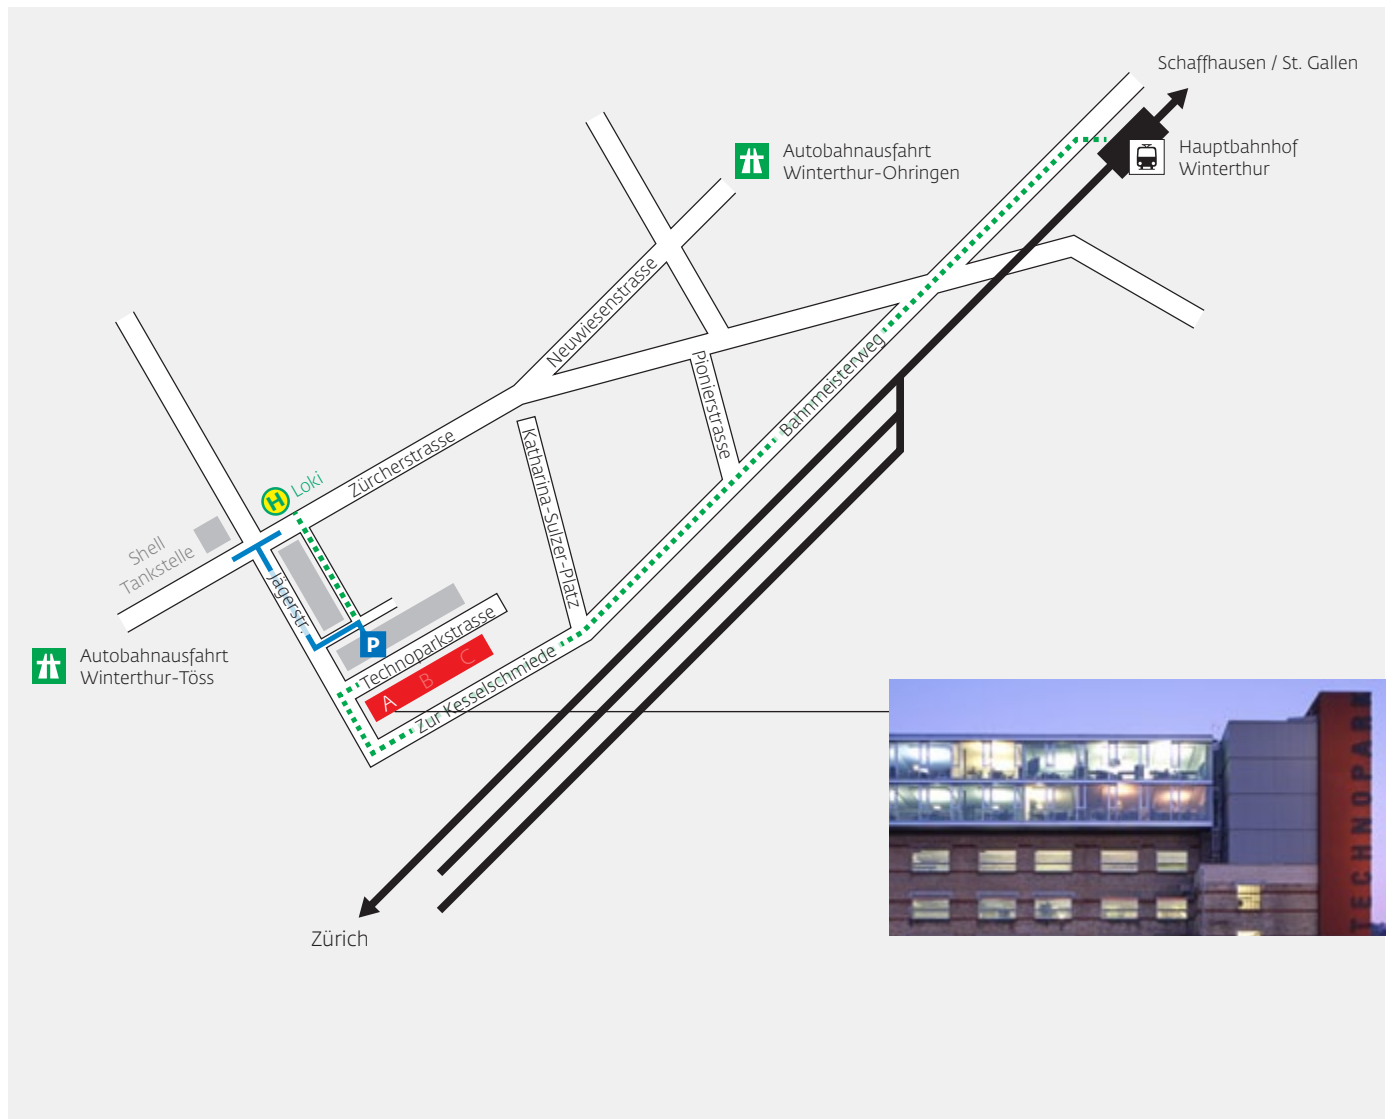 Schaffhausen / St. Gallen
Hauptbahnhof
Winterthur
Autobahnausfahrt
Winterthur-Ohringen
Neuwiesenstrasse
Pionierstrasse
Bahnmeisterweg
Zürcherstrasse
Katharina-Sulzer-Platz
H
Loki
Shell
Tankstelle
Jägerstr.
P
Technoparkstrasse
A
B
C
Zur Kesselschmiede
Autobahnausfahrt
Winterthur-Töss
Zürich
TECHNOPARK